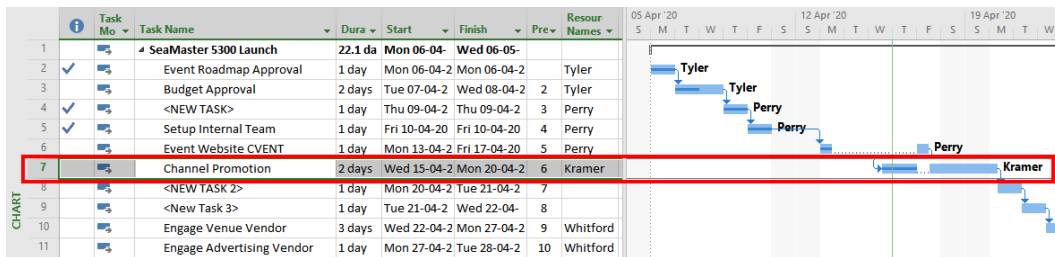 Task Mo Task Name Dura Start Finish Pre Resour Names
05 Apr '20 12 Apr '20 19 Apr '20
S M T W T F S S M T W T F S S M T W
1 SeaMaster 5300 Launch 22.1 da Mon 06-04- Wed 06-05-
2 Event Roadmap Approval 1 day Mon 06-04-2 Mon 06-04-2 Tyler Tyler
3 Budget Approval 2 days Tue 07-04-2 Wed 08-04-2 2 Tyler Tyler
4 <NEW TASK> 1 day Thu 09-04-2 Thu 09-04-2 3 Perry Perry
5 Setup Internal Team 1 day Fri 10-04-20 Fri 10-04-20 4 Perry Perry
6 Event Website CVENT 1 day Mon 13-04-2 Fri 17-04-20 5 Perry Perry
7 Channel Promotion 2 days Wed 15-04-2 Mon 20-04-2 6 Kramer Kramer
8 <NEW TASK 2> 1 day Mon 20-04-2 Tue 21-04-2 7
9 <New Task 3> 1 day Tue 21-04-2 Wed 22-04- 8
10 Engage Venue Vendor 3 days Wed 22-04-2 Mon 27-04-2 9 Whitford
11 Engage Advertising Vendor 1 day Mon 27-04-2 Tue 28-04-2 10 Whitford
CHART